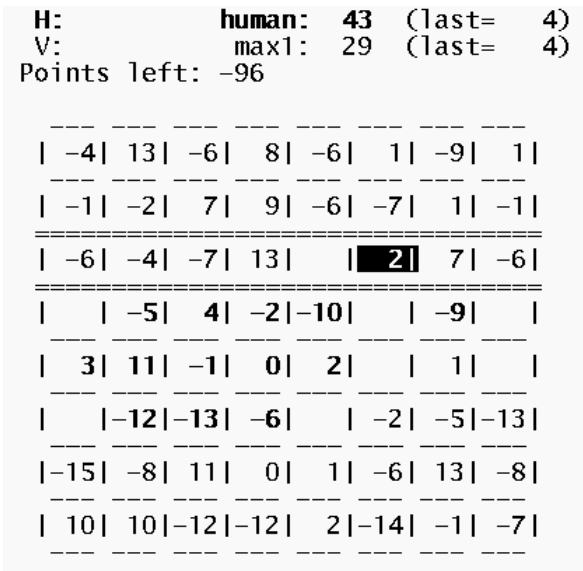 H: human: 43 (last= 4)
V: max1: 29 (last= 4)
Points left: -96
--- --- --- --- --- --- --- ---
| -4| 13| -6| 8| -6| 1| -9| 1|
--- --- --- --- --- --- --- ---
| -1| -2| 7| 9| -6| -7| 1| -1|
=================================
| -6| -4| -7| 13| | 2| 7| -6|
=================================
| | -5| 4| -2|-10| | -9| |
--- --- --- --- --- --- --- ---
| 3| 11| -1| 0| 2| | 1| |
--- --- --- --- --- --- --- ---
| |-12|-13| -6| | -2| -5|-13|
--- --- --- --- --- --- --- ---
|-15| -8| 11| 0| 1| -6| 13| -8|
--- --- --- --- --- --- --- ---
| 10| 10|-12|-12| 2|-14| -1| -7|
--- --- --- --- --- --- --- ---